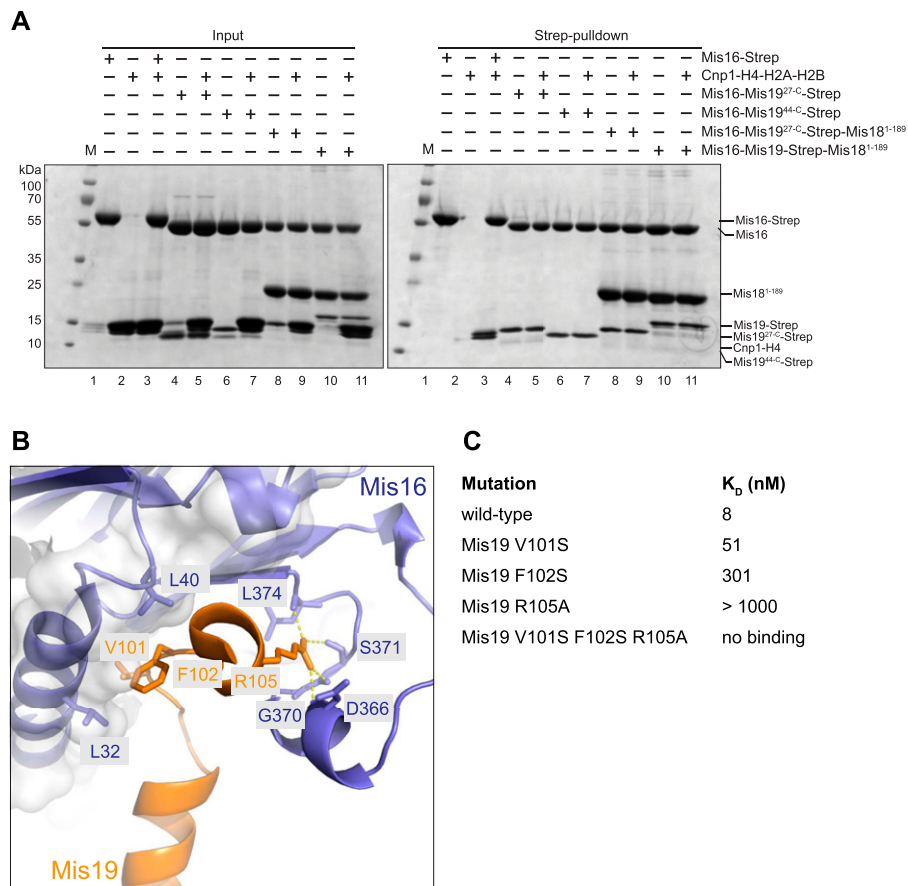 A
Input
Strep-pulldown
+ − + − − − − − − − −
+ − + − − − − − − − −
Mis16-Strep
− + + − + − + − + − +
− + + − + − + − + − +
Cnp1-H4-H2A-H2B
− − − + + − − − − − −
− − − + + − − − − − −
Mis16-Mis19²⁷⁻ᶜ-Strep
− − − − − + + − − − −
− − − − − + + − − − −
Mis16-Mis19⁴⁴⁻ᶜ-Strep
− − − − − − − + + − −
− − − − − − − + + − −
Mis16-Mis19²⁷⁻ᶜ-Strep-Mis18¹⁻¹⁸⁹
M − − − − − − − − − + +
M − − − − − − − − − + +
Mis16-Mis19-Strep-Mis18¹⁻¹⁸⁹
kDa
100
70
55
35
25
15
10
Mis16-Strep
Mis16
Mis18¹⁻¹⁸⁹
Mis19-Strep
Mis19²⁷⁻ᶜ-Strep
Cnp1-H4
Mis19⁴⁴⁻ᶜ-Strep
1 2 3 4 5 6 7 8 9 10 11
1 2 3 4 5 6 7 8 9 10 11
B
Mis16
L40
L374
V101
F102
R105
S371
G370
D366
L32
Mis19
C
Mutation K_D (nM)
wild-type 8
Mis19 V101S 51
Mis19 F102S 301
Mis19 R105A > 1000
Mis19 V101S F102S R105A no binding